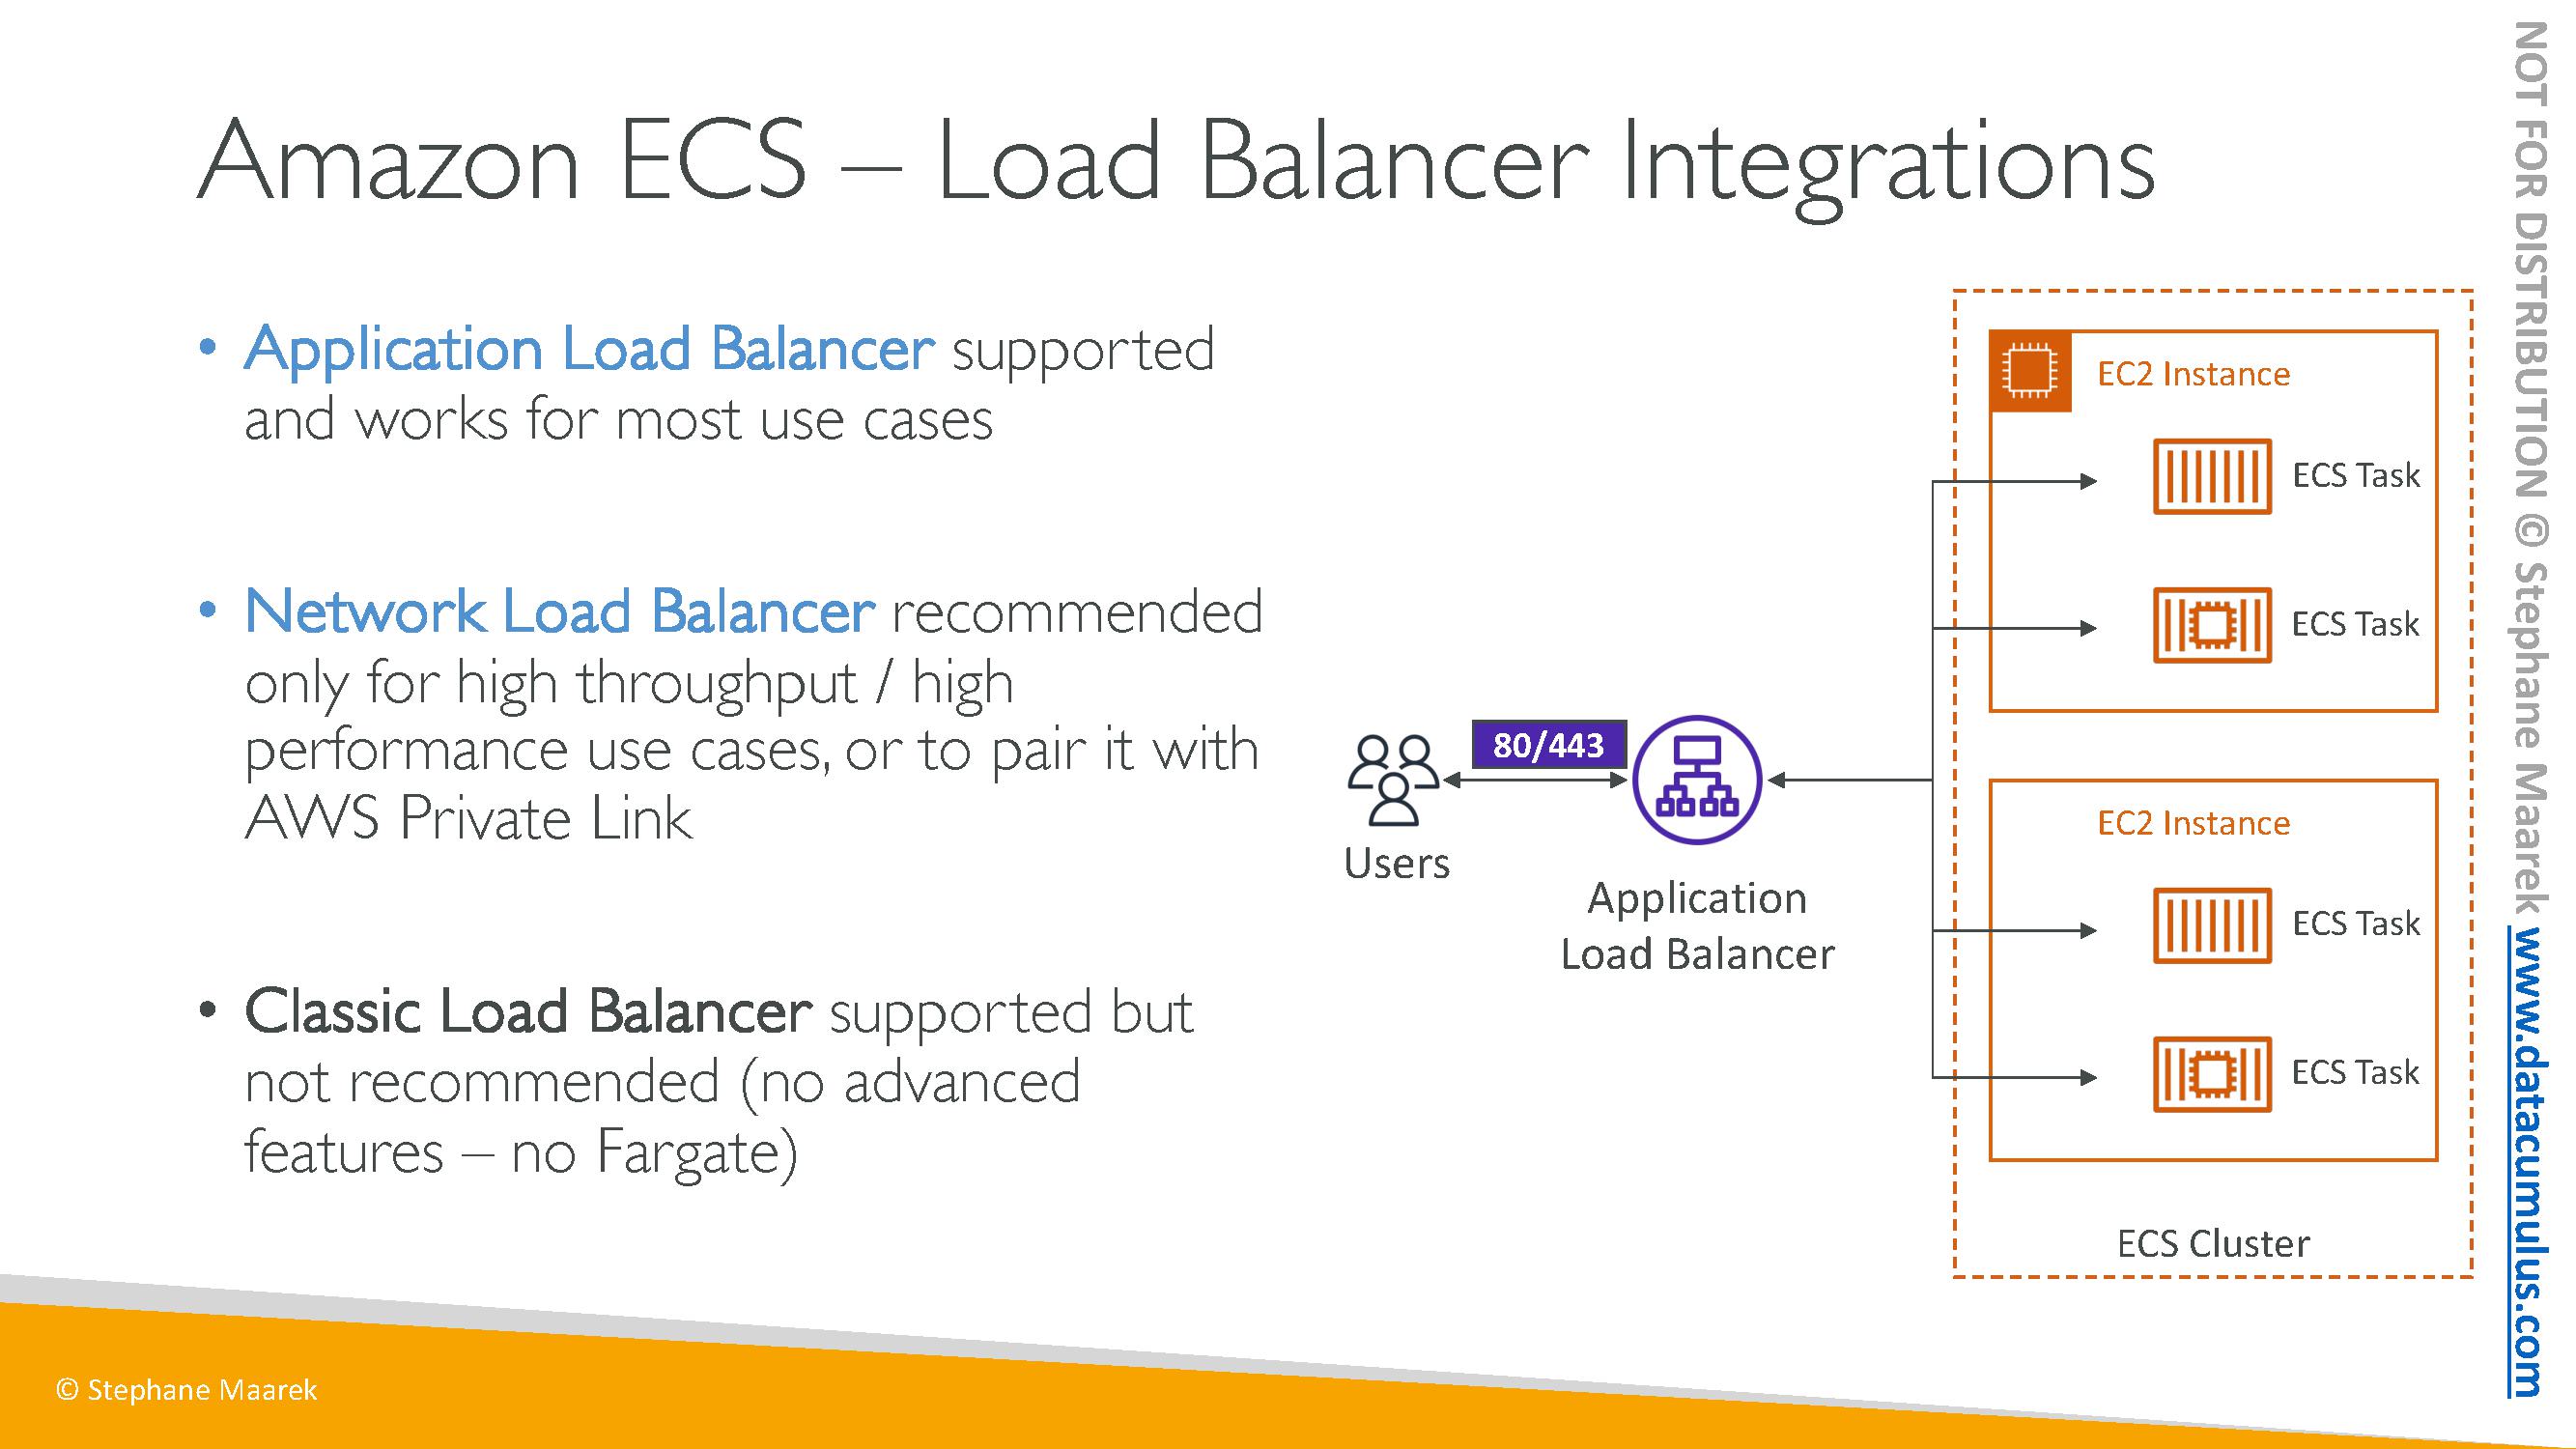 Amazon ECS – Load Balancer Integrations
• Application Load Balancer supported
and works for most use cases
• Network Load Balancer recommended
only for high throughput / high
performance use cases, or to pair it with
AWS Private Link
• Classic Load Balancer supported but
not recommended (no advanced
features – no Fargate)
Users
80/443
Application
Load Balancer
EC2 Instance
ECS Task
ECS Task
EC2 Instance
ECS Task
ECS Task
ECS Cluster
© Stephane Maarek
NOT FOR DISTRIBUTION © Stephane Maarek www.datacumulus.com